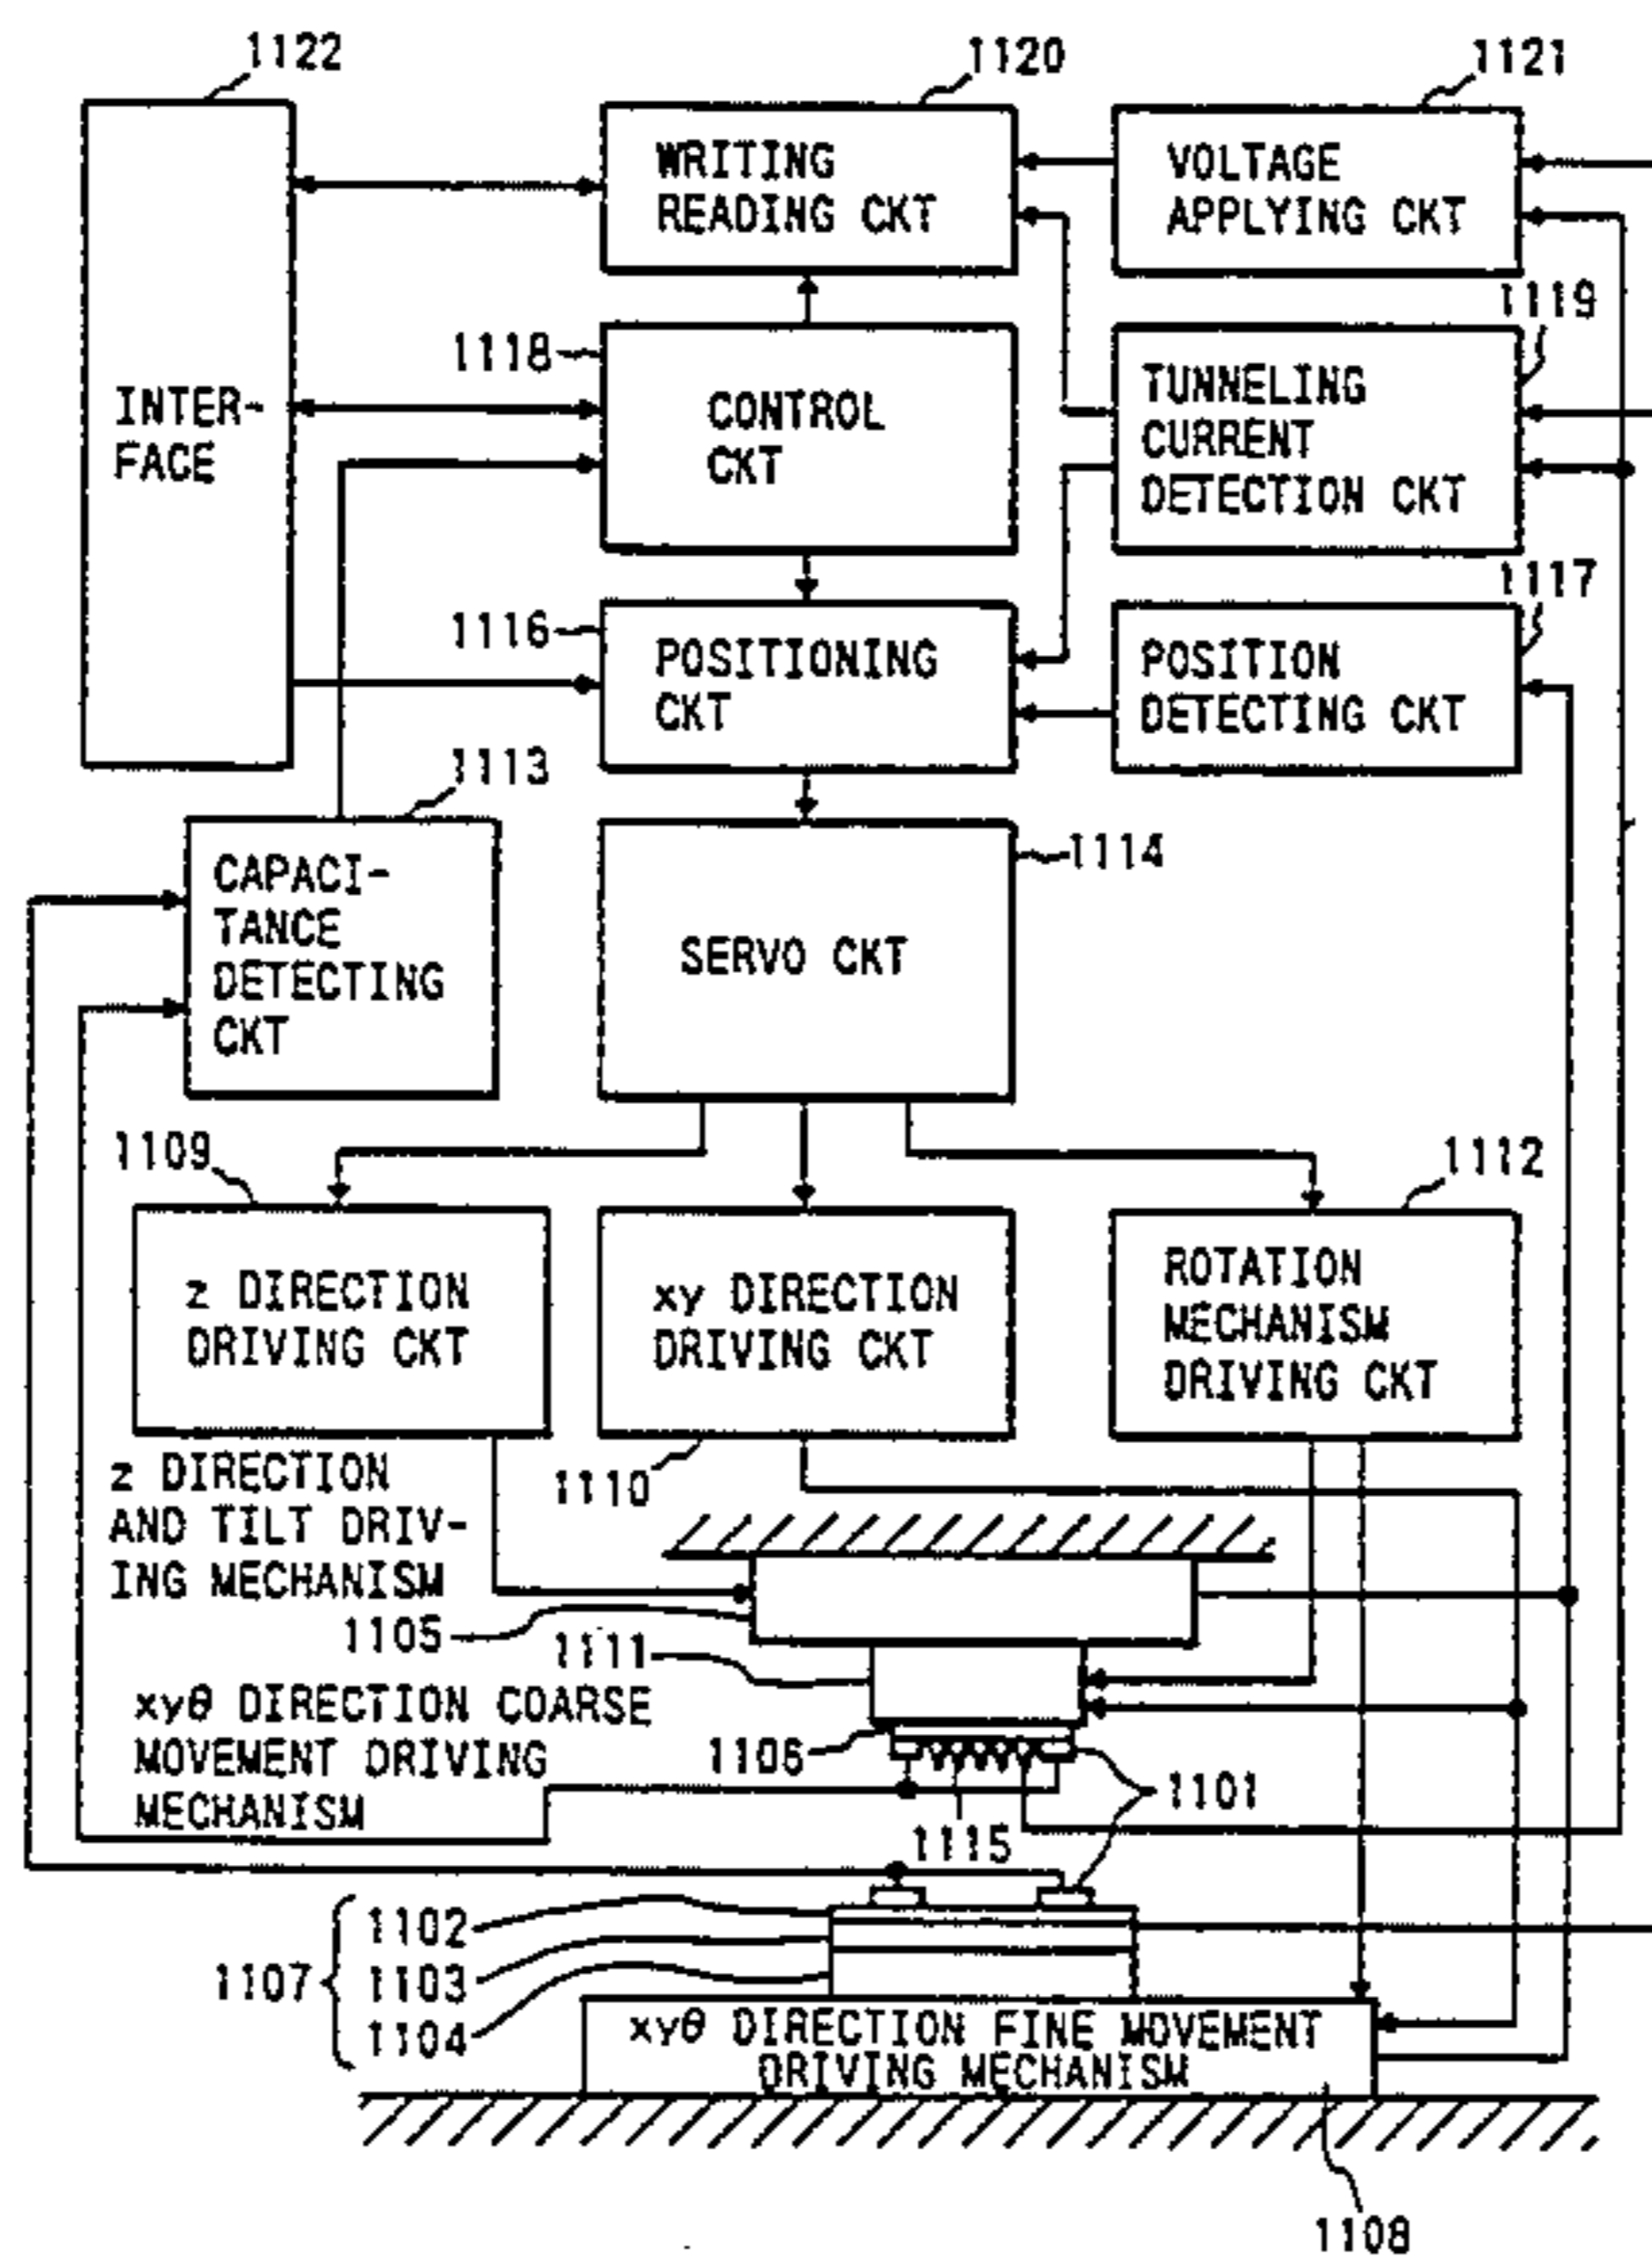 1122
1120
1121
WRITING
READING CKT
VOLTAGE
APPLYING CKT
1119
1118
INTER-
FACE
CONTROL
CKT
TUNNELING
CURRENT
DETECTION CKT
1117
1116
POSITIONING
CKT
POSITION
DETECTING CKT
1113
1114
CAPACI-
TANCE
DETECTING
CKT
SERVO CKT
1109
1112
z DIRECTION
DRIVING CKT
xy DIRECTION
DRIVING CKT
ROTATION
MECHANISM
DRIVING CKT
1110
z DIRECTION
AND TILT DRIV-
ING MECHANISM
1105
1111
xyθ DIRECTION COARSE
MOVEMENT DRIVING
MECHANISM
1106
1101
1115
1102
1107
1103
1104
xyθ DIRECTION FINE MOVEMENT
DRIVING MECHANISM
1108